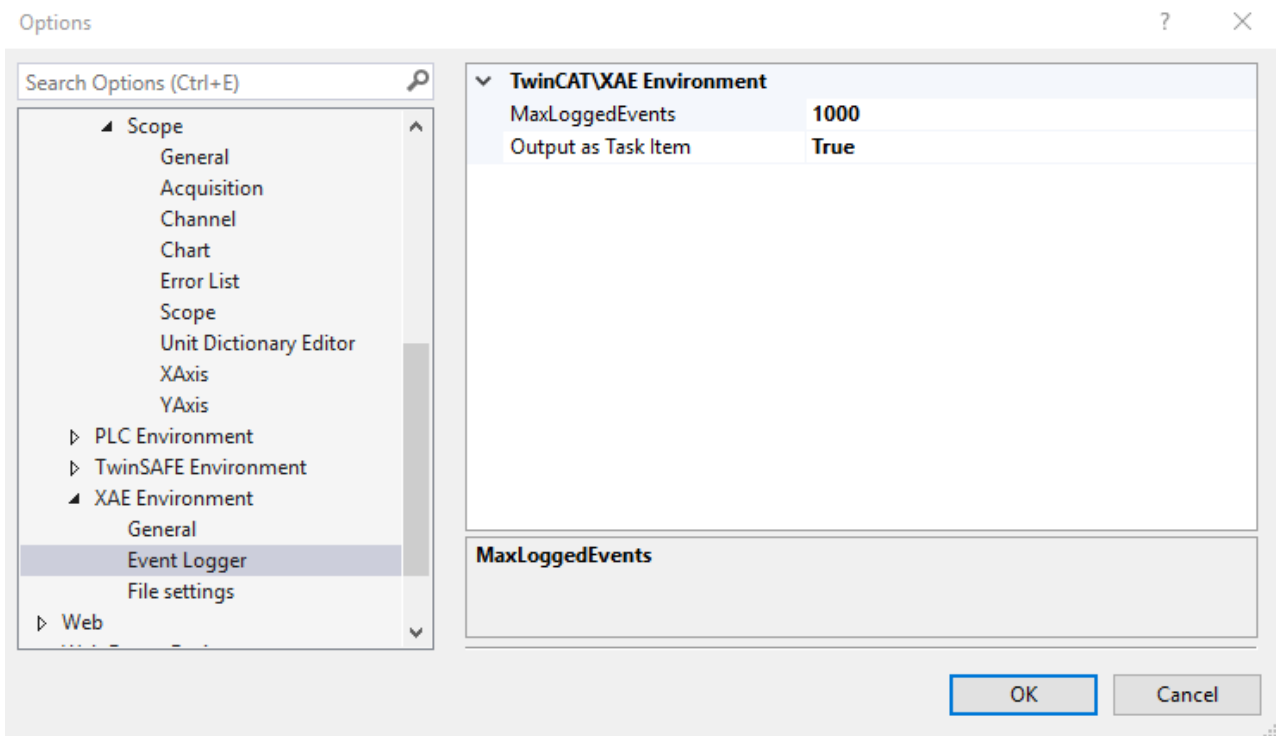 Options
Search Options (Ctrl+E)
Scope
General
Acquisition
Channel
Chart
Error List
Scope
Unit Dictionary Editor
XAxis
YAxis
PLC Environment
TwinSAFE Environment
XAE Environment
General
Event Logger
File settings
Web
TwinCAT\XAE Environment
MaxLoggedEvents 1000
Output as Task Item True
MaxLoggedEvents
OK Cancel